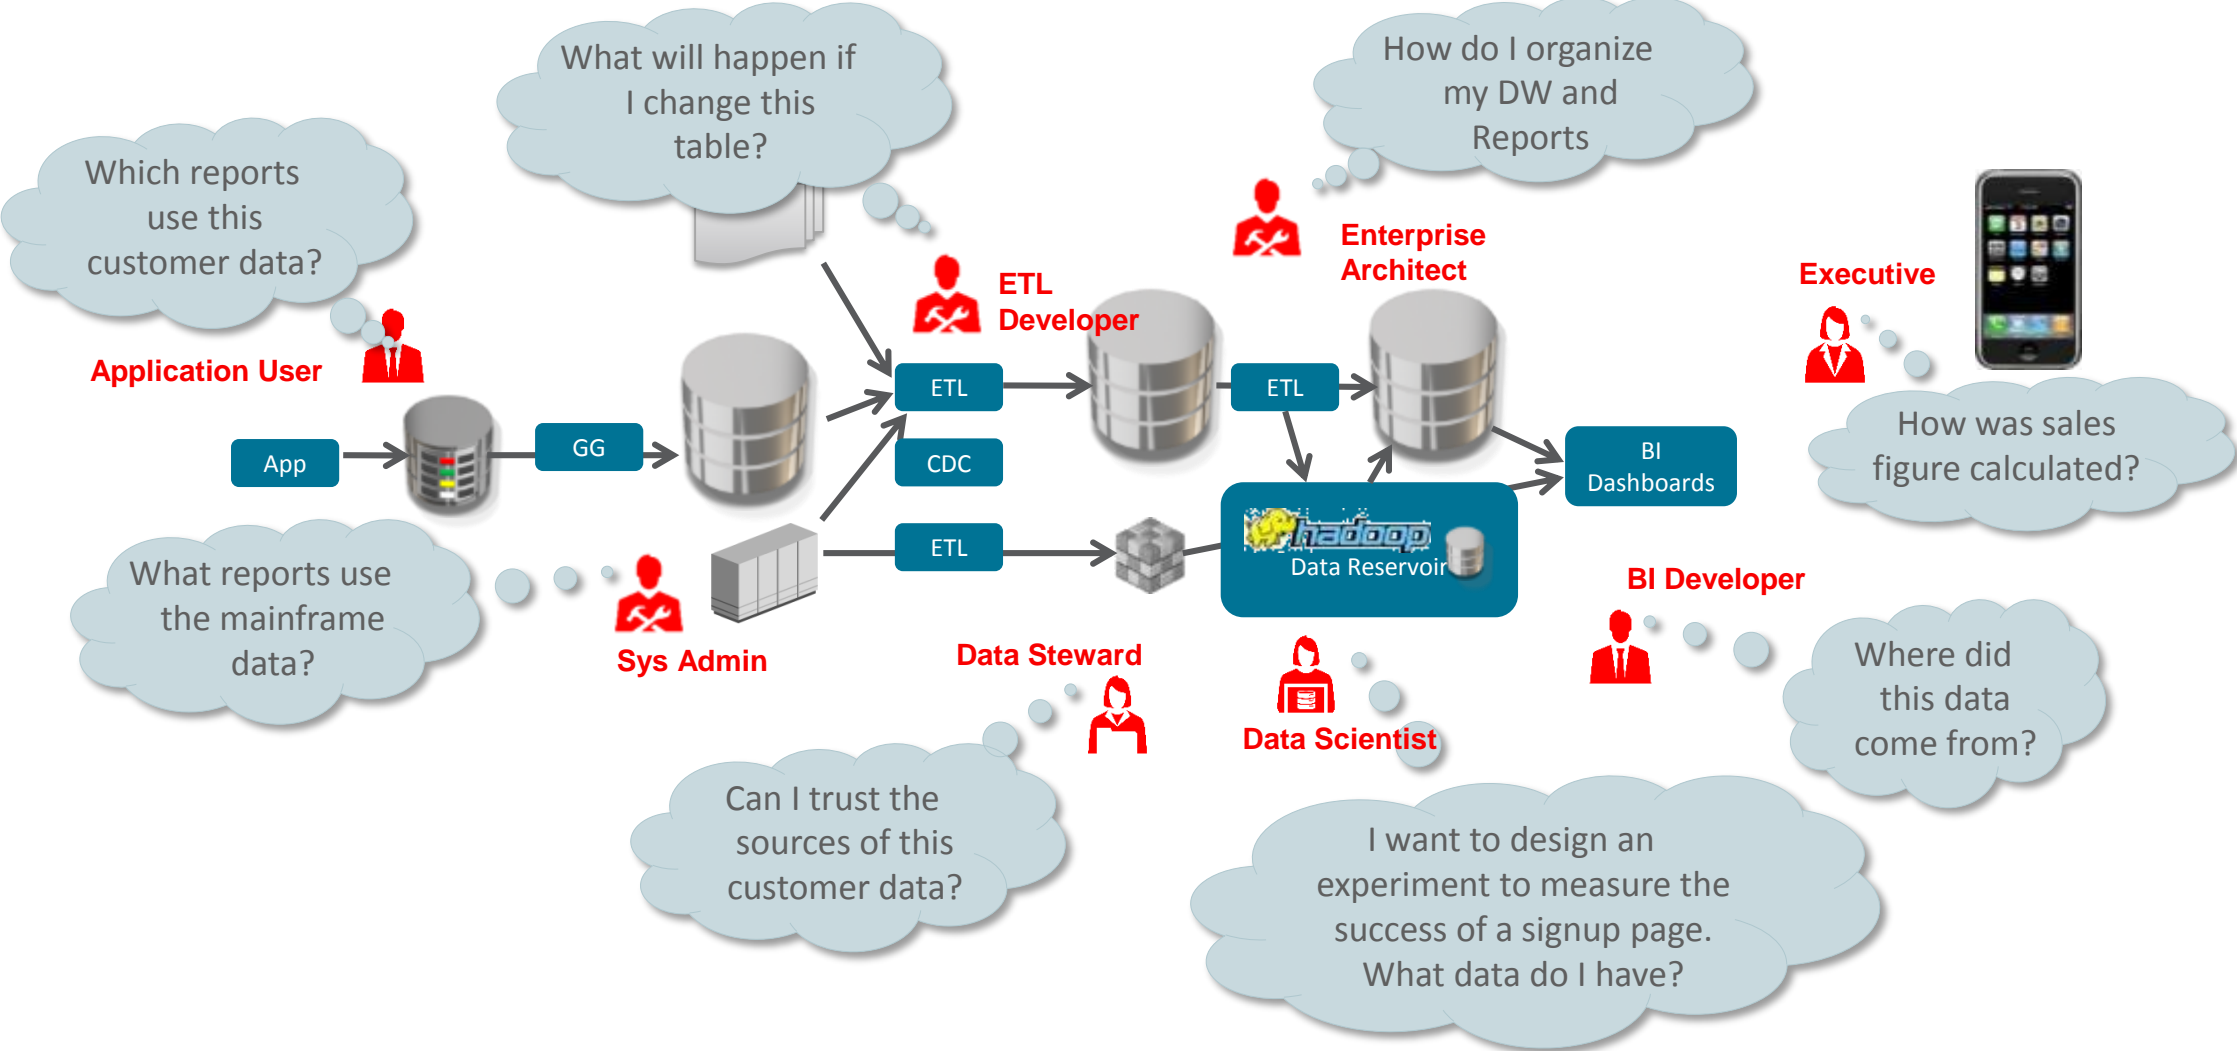 What will happen if
I change this
table?
How do I organize
my DW and
Reports
Which reports
use this
customer data?
Enterprise
Architect
Executive
ETL
Developer
Application User
ETL
ETL
How was sales
figure calculated?
App
GG
CDC
BI
Dashboards
ETL
hadoop
Data Reservoir
What reports use
the mainframe
data?
BI Developer
Sys Admin
Data Steward
Data Scientist
Where did
this data
come from?
Can I trust the
sources of this
customer data?
I want to design an
experiment to measure the
success of a signup page.
What data do I have?